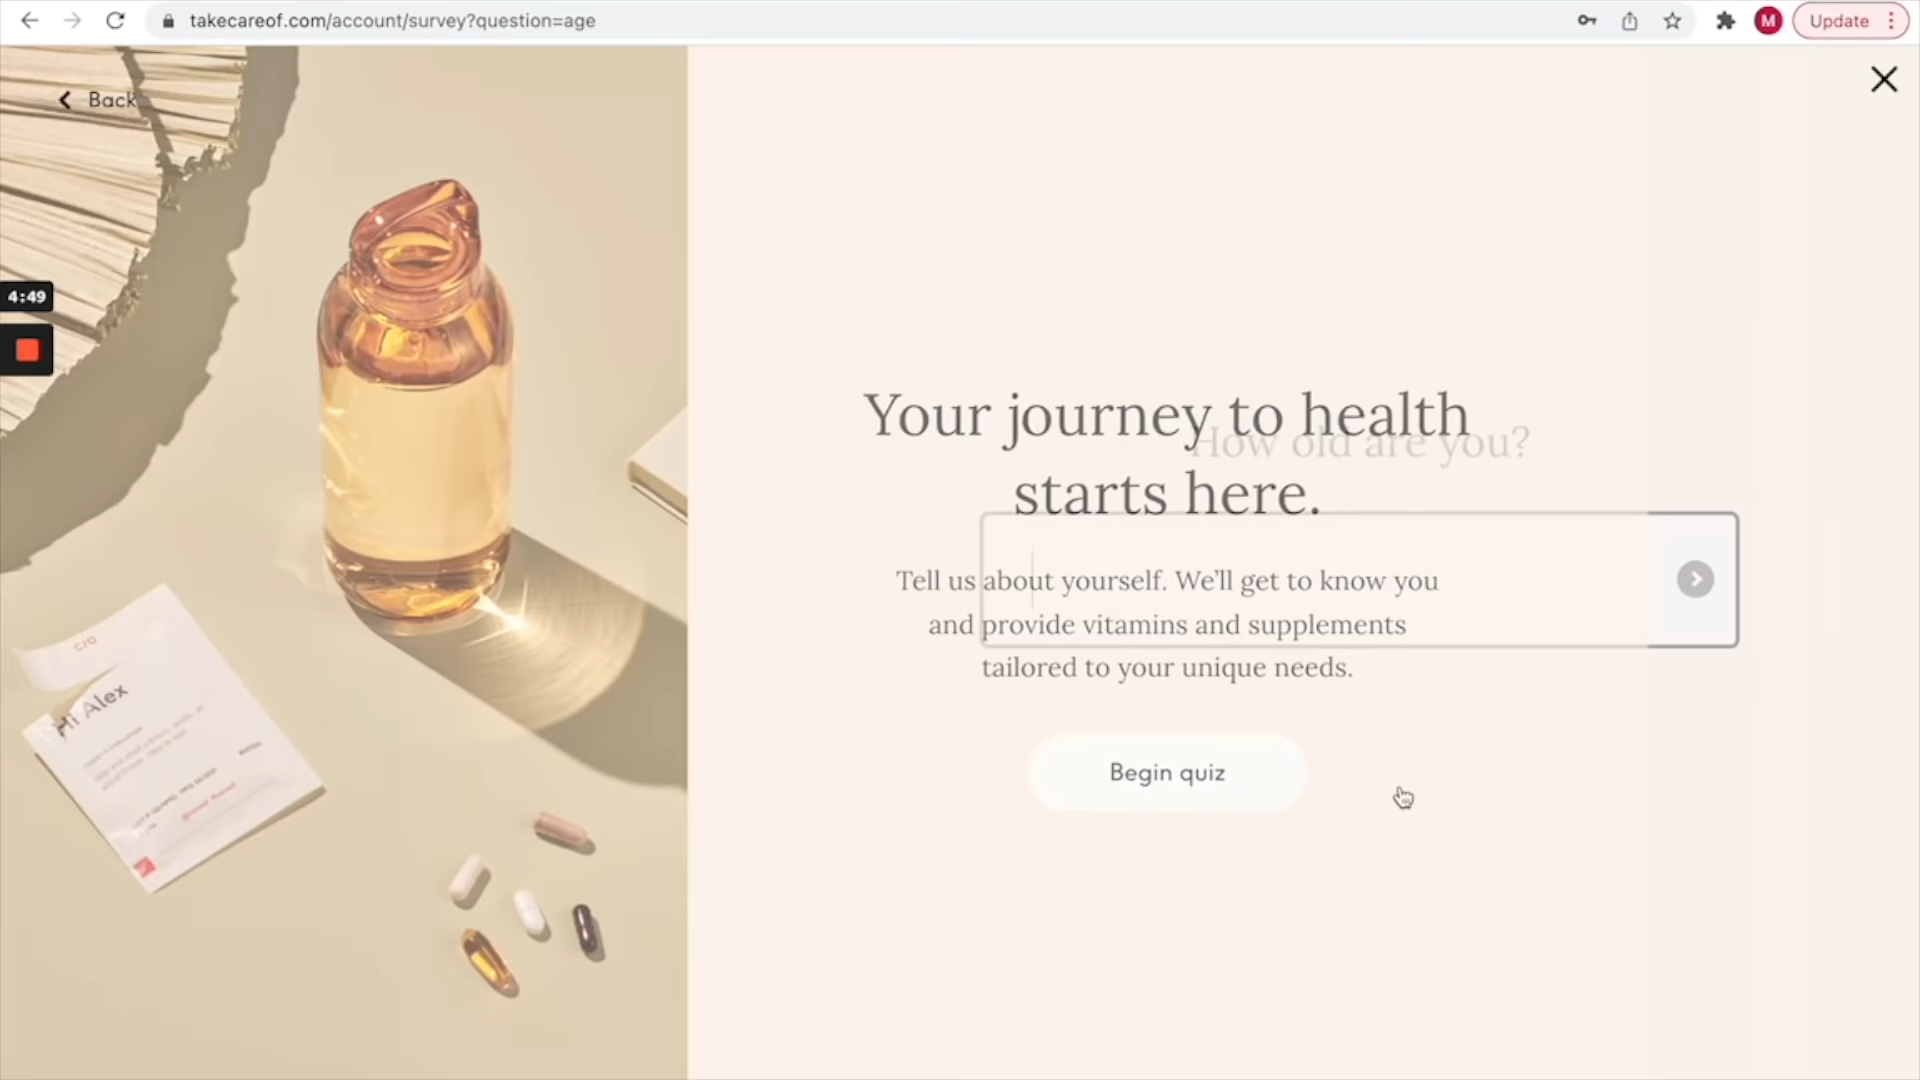 takecareof.com/account/survey?question=age
M
Update
Back
4:49
Your journey to health
How old are you?
starts here.
Tell us about yourself. We’ll get to know you
and provide vitamins and supplements
tailored to your unique needs.
Begin quiz
c/o
Hi Alex